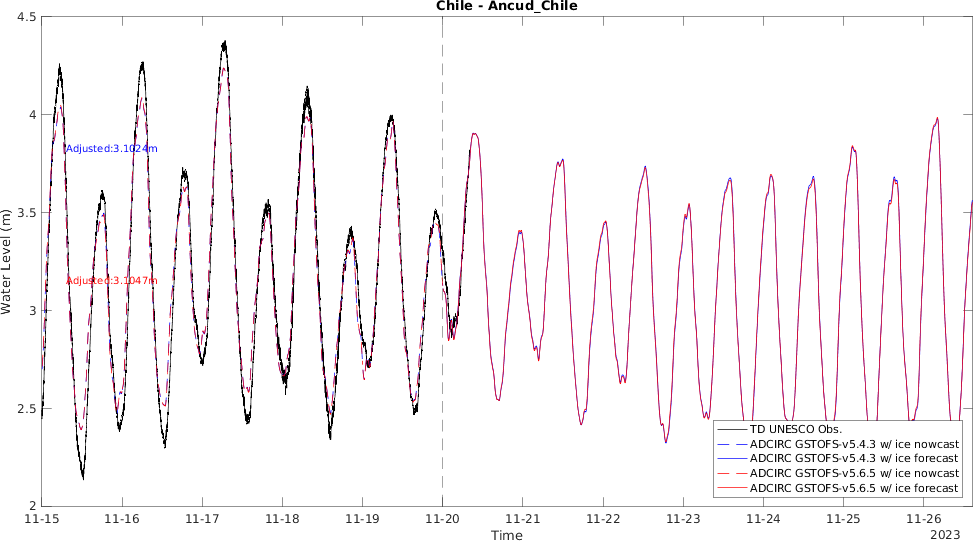 Chile - Ancud_Chile
4.5
4
3.5
3
2.5
2
Water Level (m)
Adjusted:3.1024m
Adjusted:3.1047m
TD UNESCO Obs.
ADCIRC GSTOFS-v5.4.3 w/ ice nowcast
ADCIRC GSTOFS-v5.4.3 w/ ice forecast
ADCIRC GSTOFS-v5.6.5 w/ ice nowcast
ADCIRC GSTOFS-v5.6.5 w/ ice forecast
11-15 11-16 11-17 11-18 11-19 11-20 11-21 11-22 11-23 11-24 11-25 11-26
2023
Time